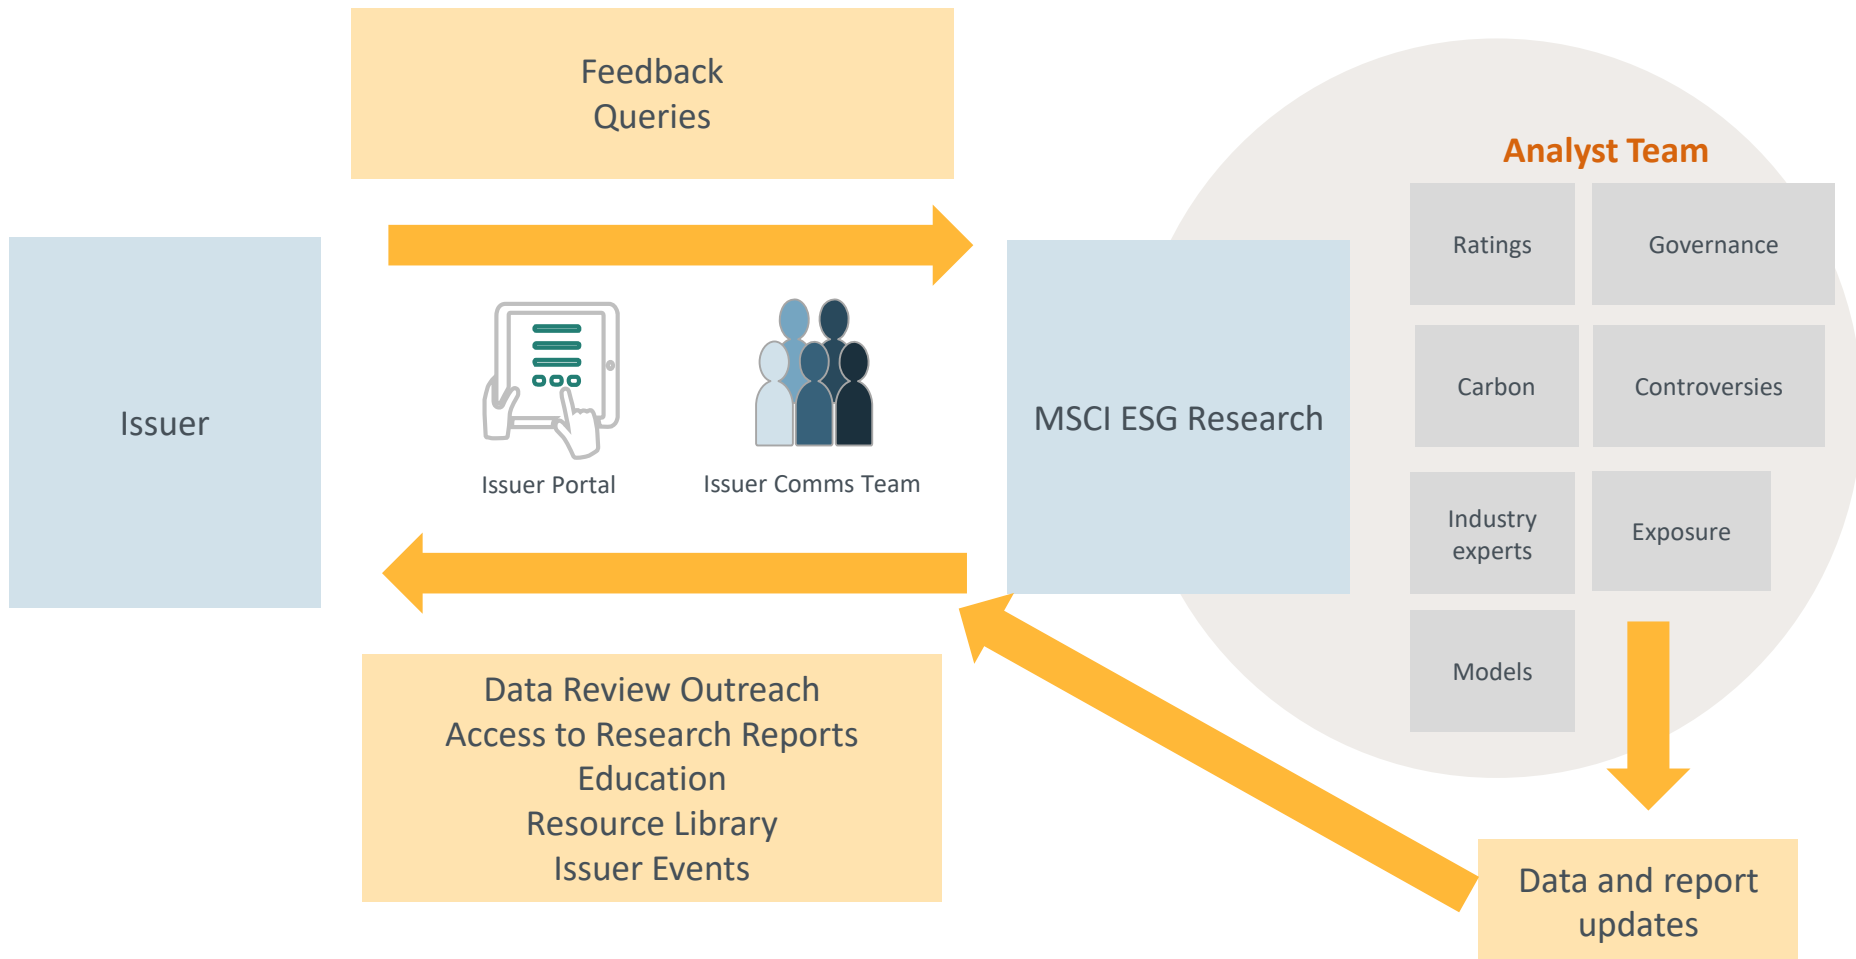 Feedback
Queries
Analyst Team
Ratings
Governance
Issuer
Issuer Portal
Issuer Comms Team
MSCI ESG Research
Carbon
Controversies
Industry
experts
Exposure
Models
Data Review Outreach
Access to Research Reports
Education
Resource Library
Issuer Events
Data and report
updates